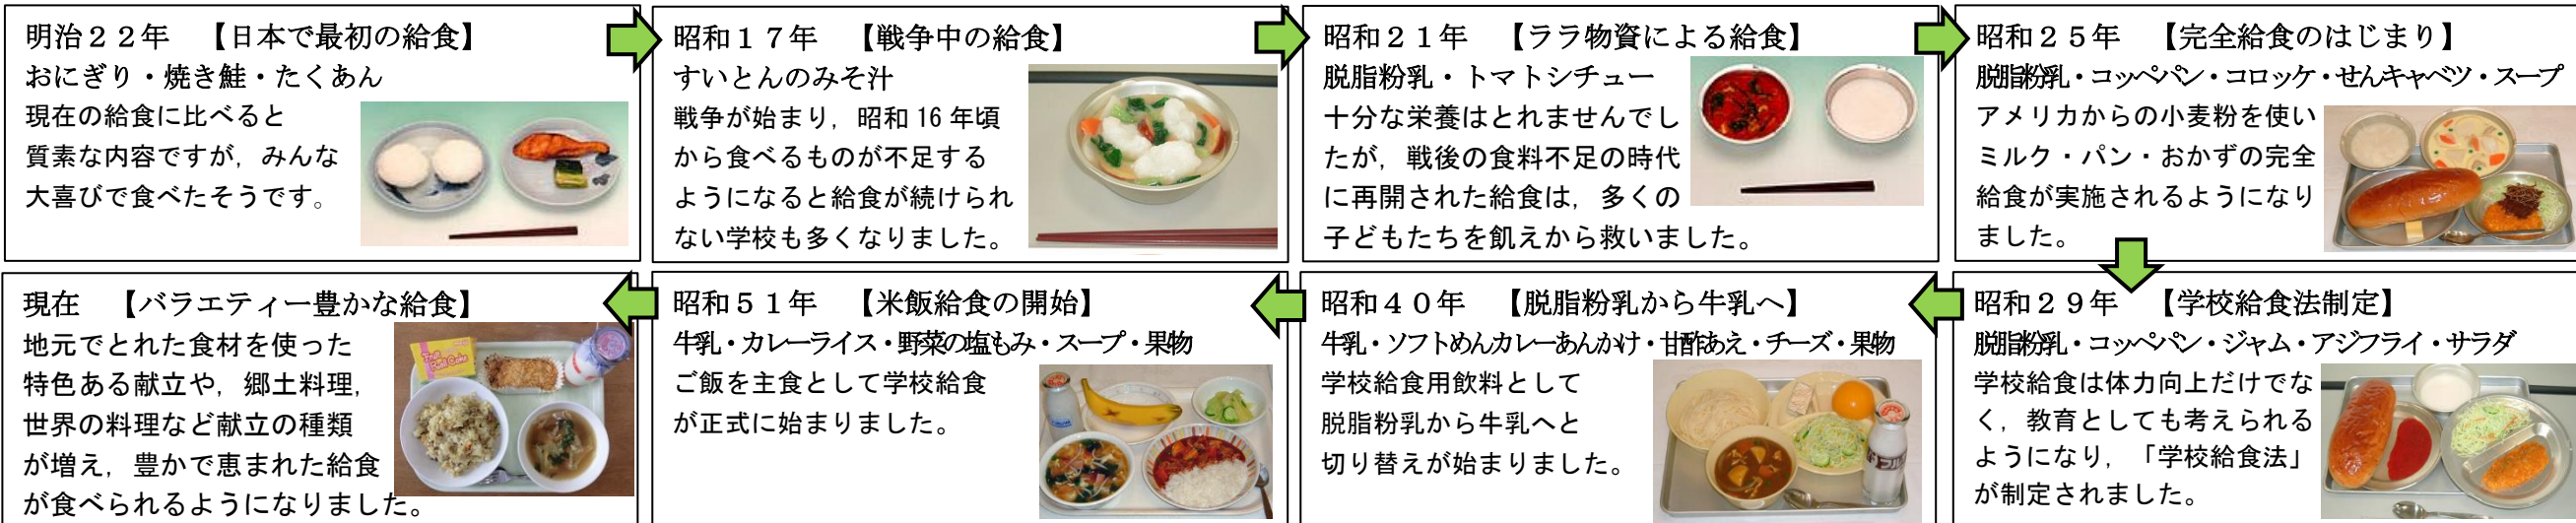 明治２２年　【日本で最初の給食】
おにぎり・焼き鮭・たくあん
現在の給食に比べると
質素な内容ですが，みんな
大喜びで食べたそうです。
昭和１７年　【戦争中の給食】
すいとんのみそ汁
戦争が始まり，昭和 16 年頃
から食べるものが不足する
ようになると給食が続けられ
ない学校も多くなりました。
昭和２１年　【ララ物資による給食】
脱脂粉乳・トマトシチュー
十分な栄養はとれませんでし
たが，戦後の食料不足の時代
に再開された給食は，多くの
子どもたちを飢えから救いました。
昭和２５年　【完全給食のはじまり】
脱脂粉乳・コッペパン・コロッケ・せんキャベツ・スープ
アメリカからの小麦粉を使い
ミルク・パン・おかずの完全
給食が実施されるようになり
ました。
昭和２９年　【学校給食法制定】
脱脂粉乳・コッペパン・ジャム・アジフライ・サラダ
学校給食は体力向上だけでな
く，教育としても考えられる
ようになり，「学校給食法」
が制定されました。
昭和４０年　【脱脂粉乳から牛乳へ】
牛乳・ソフトめんカレーあんかけ・甘酢あえ・チーズ・果物
学校給食用飲料として
脱脂粉乳から牛乳へと
切り替えが始まりました。
昭和５１年　【米飯給食の開始】
牛乳・カレーライス・野菜の塩もみ・スープ・果物
ご飯を主食として学校給食
が正式に始まりました。
現在　【バラエティー豊かな給食】
地元でとれた食材を使った
特色ある献立や，郷土料理，
世界の料理など献立の種類
が増え，豊かで恵まれた給食
が食べられるようになりました。